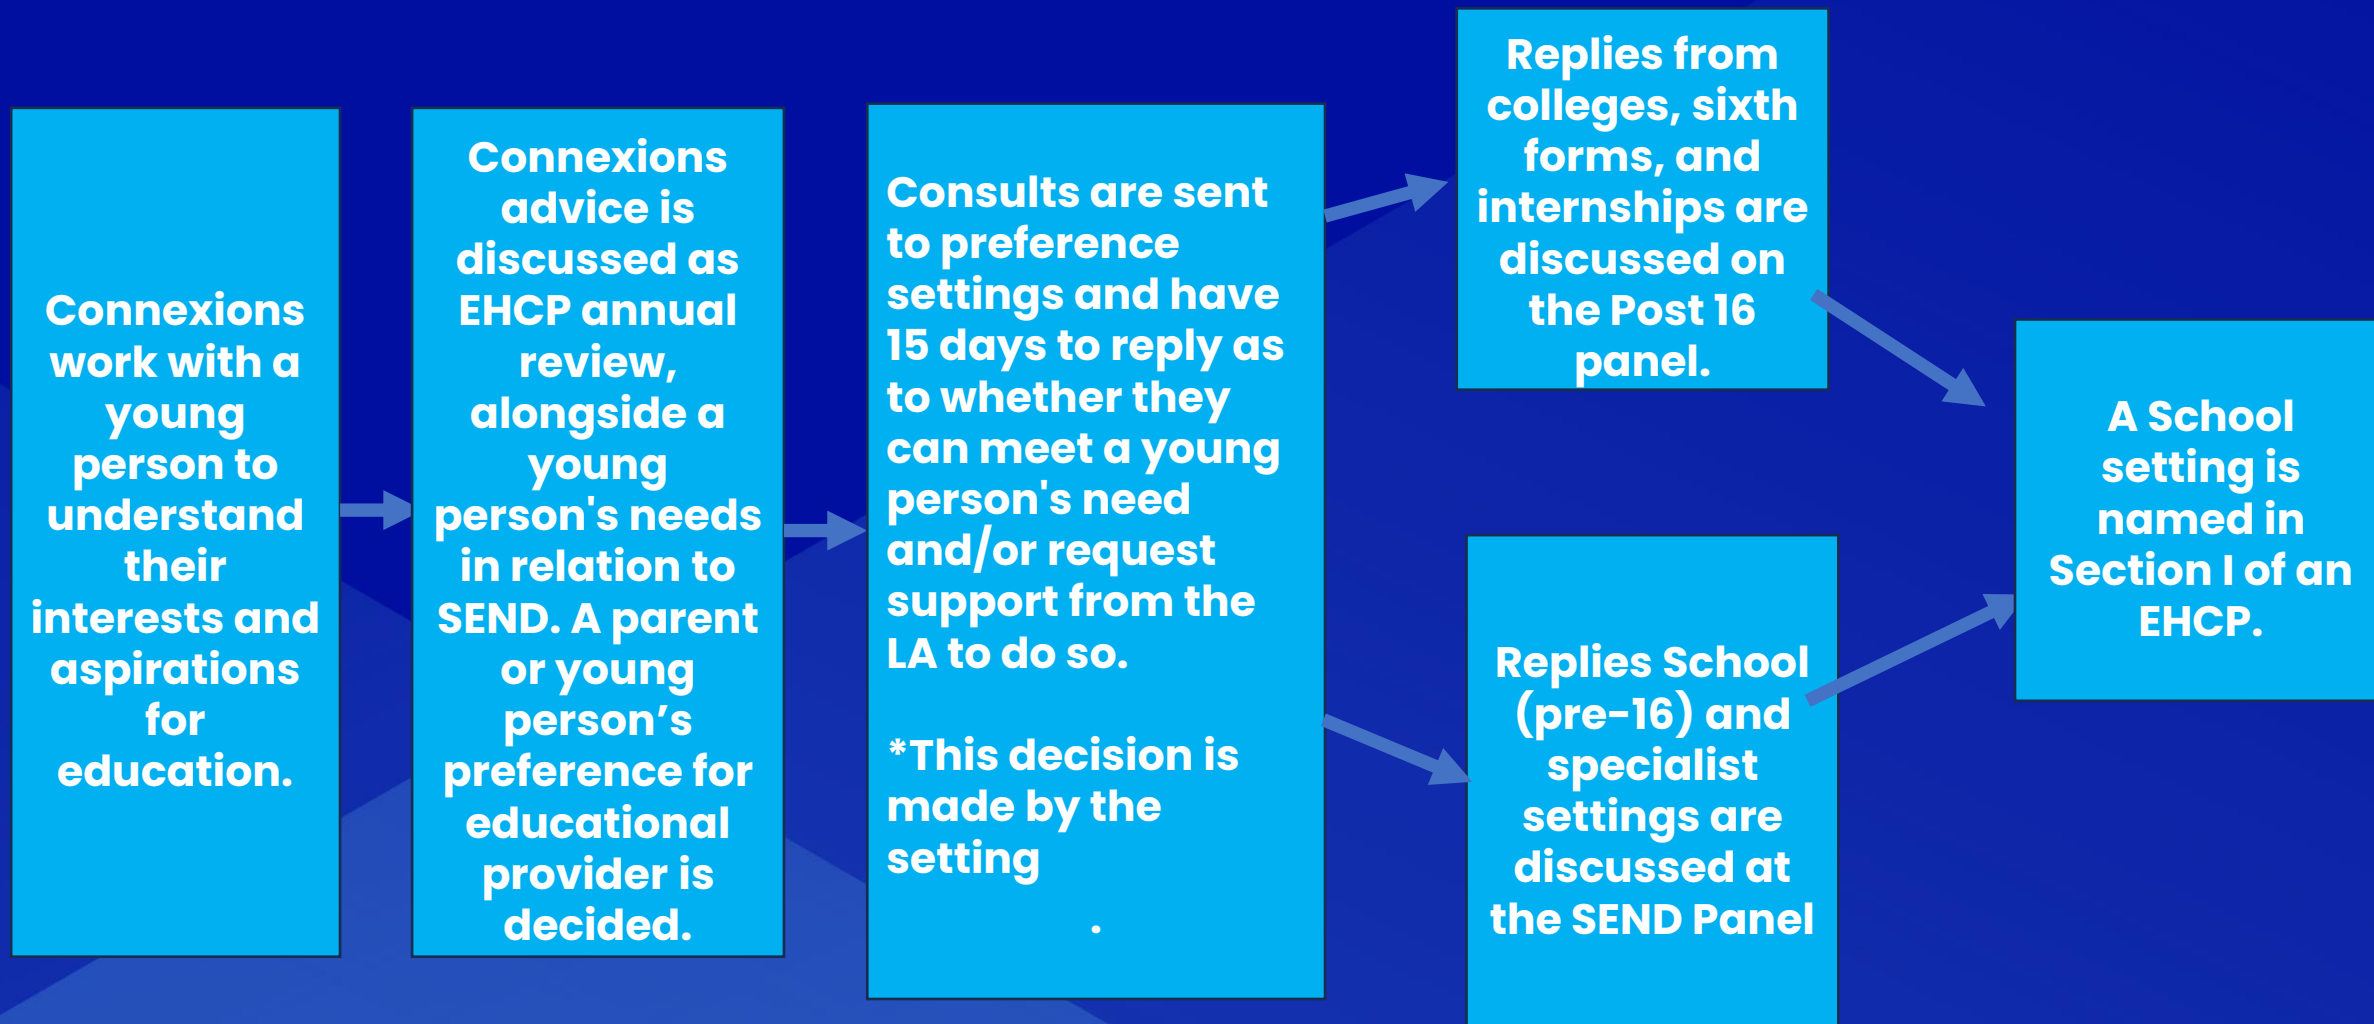 Connexions
work with a
young
person to
understand
their
interests and
aspirations
for
education.
Connexions
advice is
discussed as
EHCP annual
review,
alongside a
young
person's needs
in relation to
SEND. A parent
or young
person’s
preference for
educational
provider is
decided.
Consults are sent
to preference
settings and have
15 days to reply as
to whether they
can meet a young
person's need
and/or request
support from the
LA to do so.
*This decision is
made by the
setting
.
Replies from
colleges, sixth
forms, and
internships are
discussed on
the Post 16
panel.
Replies School
(pre-16) and
specialist
settings are
discussed at
the SEND Panel
A School
setting is
named in
Section I of an
EHCP.